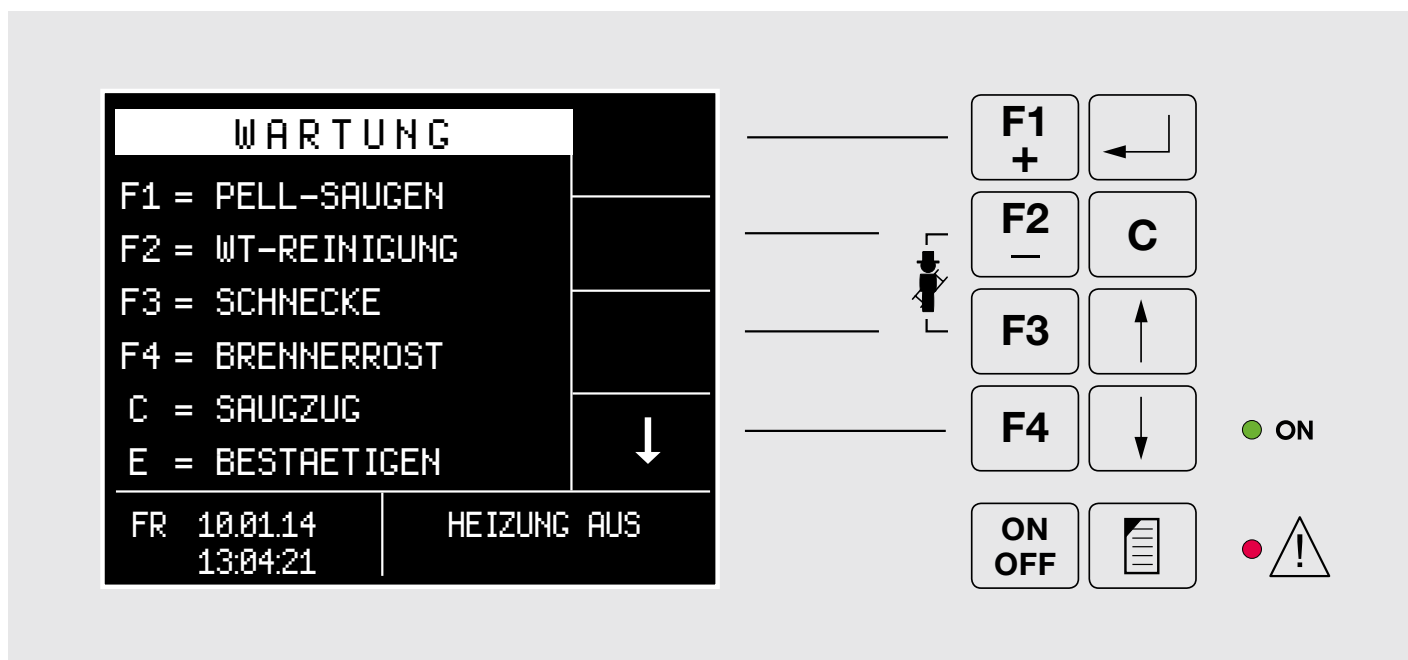 WARTUNG
F1 = PELL-SAUGEN
F2 = WT-REINIGUNG
F3 = SCHNECKE
F4 = BRENNERROST
C = SAUGZUG
E = BESTAETIGEN
FR 10.01.14
13:04:21
HEIZUNG AUS
F1
+
F2
—
C
F3
F4
ON
ON
OFF
!